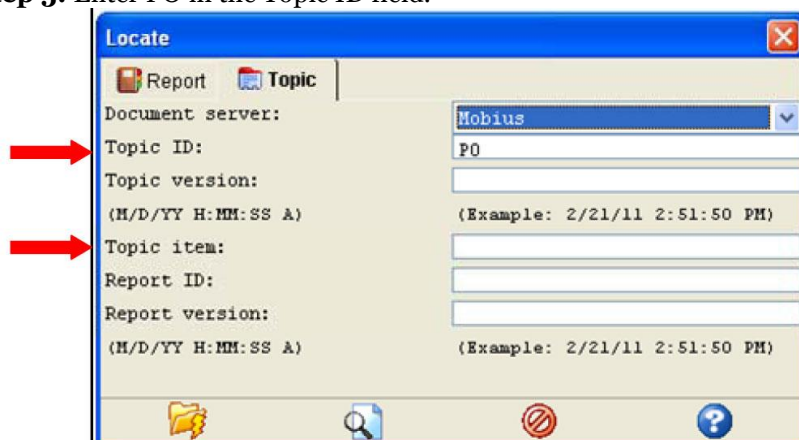 ep 5. Enter PO in the Topic ID field.
Locate
Report Topic
Document server: Mobius
Topic ID: PO
Topic version:
(M/D/YY H:MM:SS A) (Example: 2/21/11 2:51:50 PM)
Topic item:
Report ID:
Report version:
(M/D/YY H:MM:SS A) (Example: 2/21/11 2:51:50 PM)